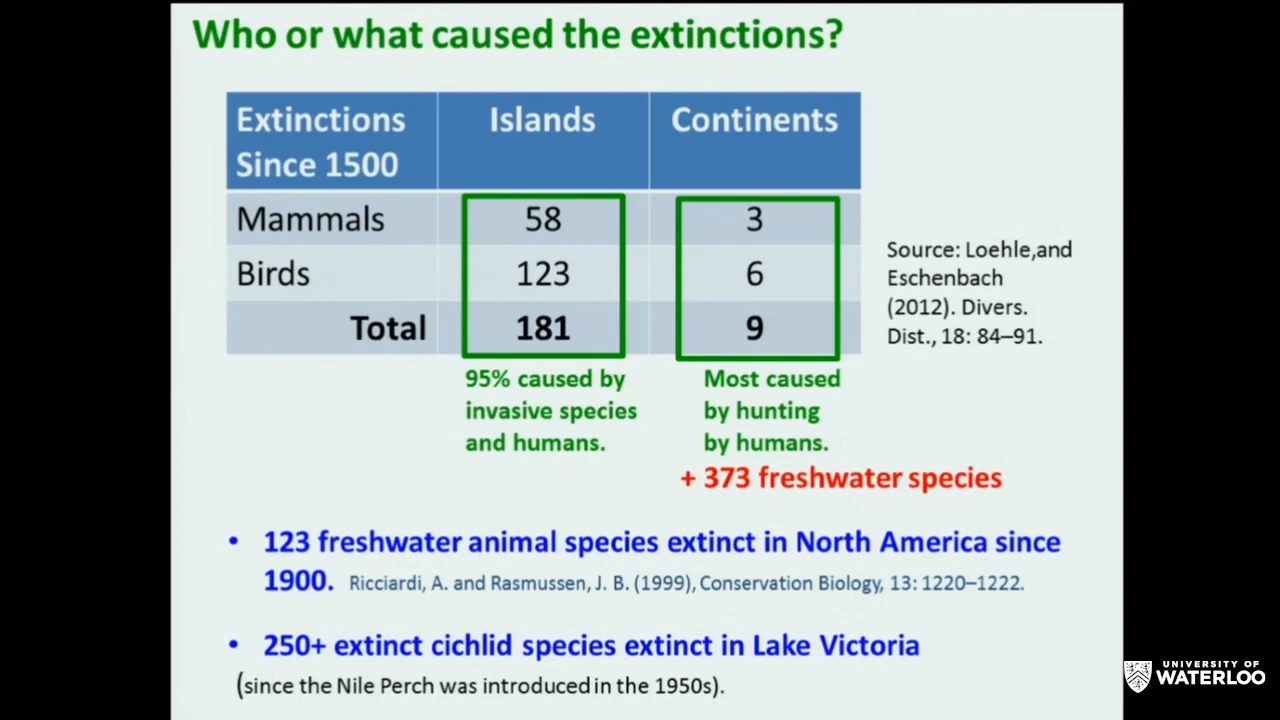 Who or what caused the extinctions?
Extinctions Since 1500 Islands Continents
Mammals 58 3
Birds 123 6
Total 181 9
Source: Loehle,and
Eschenbach
(2012). Divers.
Dist., 18: 84–91.
95% caused by
invasive species
and humans.
Most caused
by hunting
by humans.
+ 373 freshwater species
• 123 freshwater animal species extinct in North America since
1900. Ricciardi, A. and Rasmussen, J. B. (1999), Conservation Biology, 13: 1220–1222.
• 250+ extinct cichlid species extinct in Lake Victoria
(since the Nile Perch was introduced in the 1950s).
UNIVERSITY OF
WATERLOO